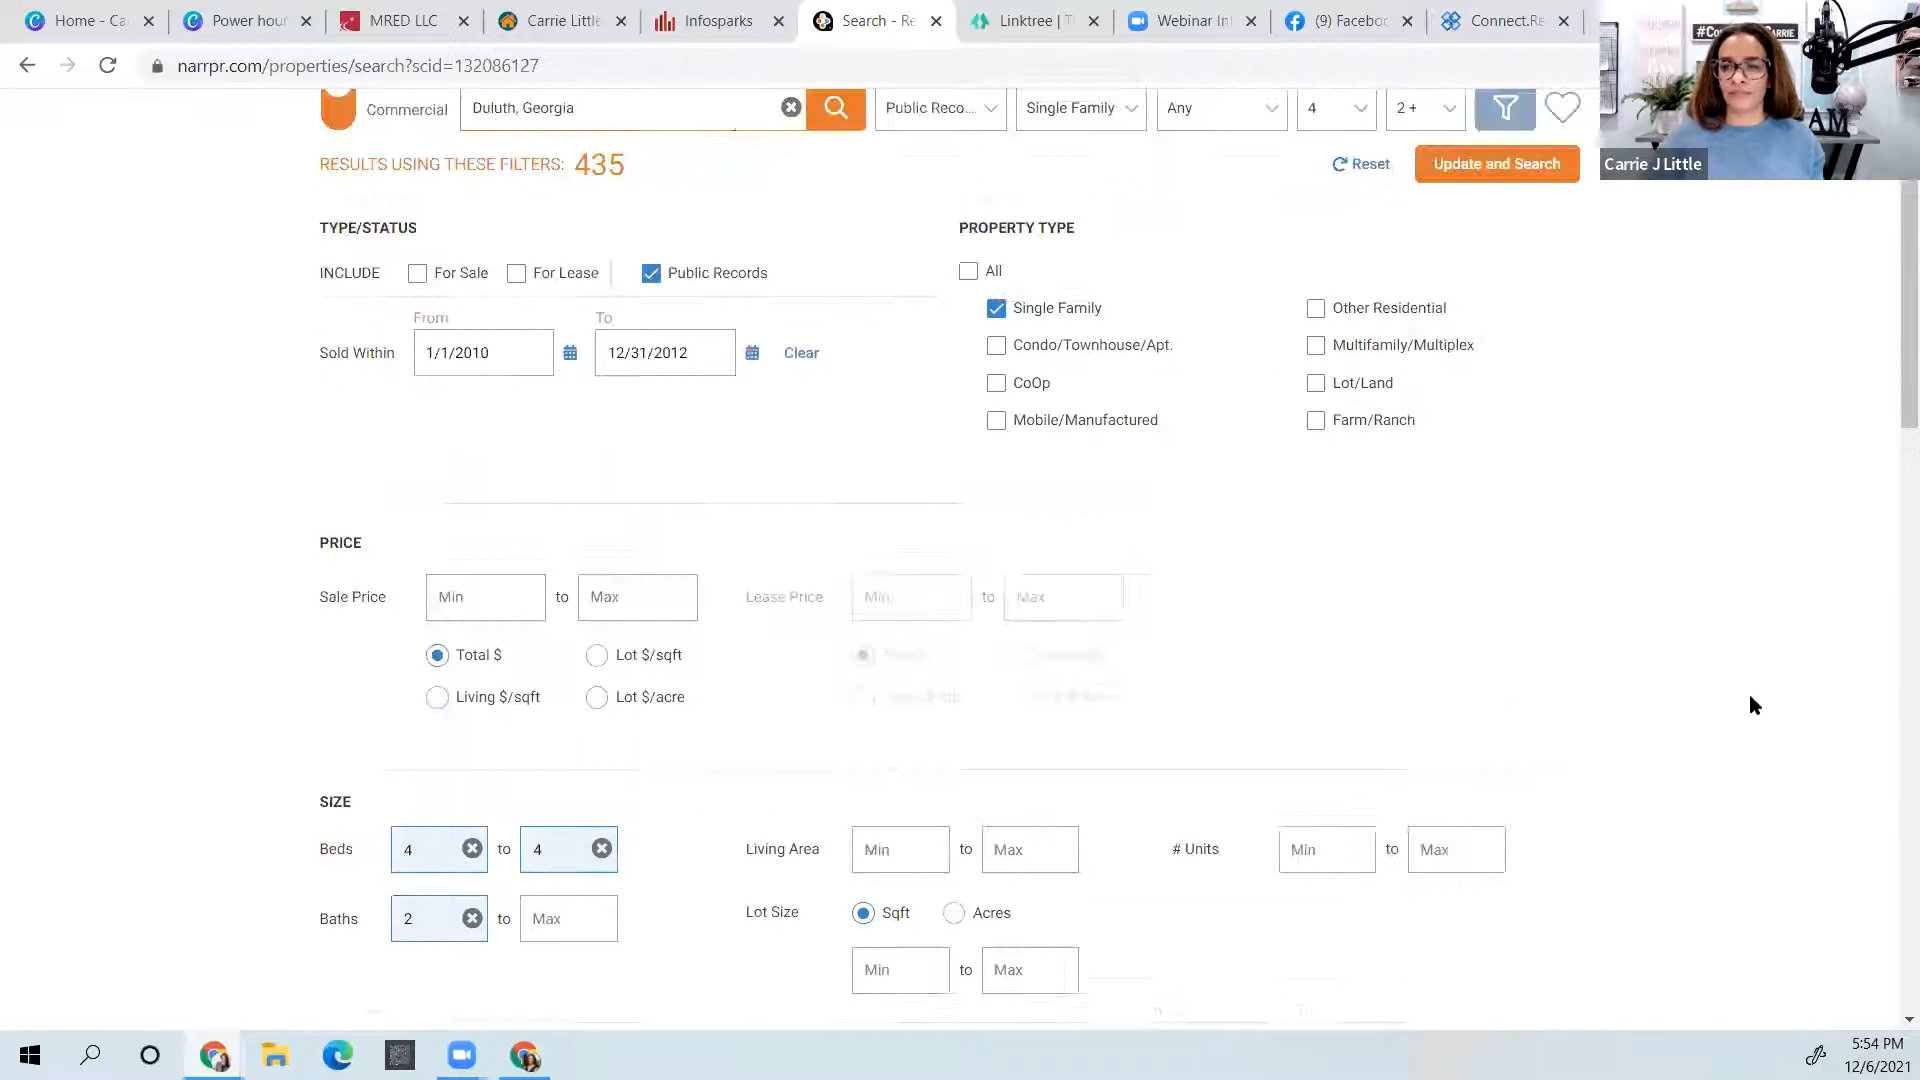 Home - Ca
Power hour
MRED LLC
Carrie Little
Infosparks
Search - Re
Linktree | T
Webinar In
(9) Facebo
Connect.Re
narrpr.com/properties/search?scid=132086127
#Co CARRIE
AM
Carrie J Little
Commercial
Duluth, Georgia
Public Reco...
Single Family
Any
4
2 +
RESULTS USING THESE FILTERS: 435
Reset
Update and Search
TYPE/STATUS
PROPERTY TYPE
INCLUDE
For Sale
For Lease
Public Records
All
Single Family
Other Residential
From
To
Sold Within
1/1/2010
12/31/2012
Clear
Condo/Townhouse/Apt.
Multifamily/Multiplex
CoOp
Lot/Land
Mobile/Manufactured
Farm/Ranch
PRICE
Sale Price
Min
to
Max
Lease Price
Min
to
Max
Total $
Lot $/sqft
Living $/sqft
Lot $/acre
SIZE
Beds
4
to
4
Living Area
Min
to
Max
# Units
Min
to
Max
Baths
2
to
Max
Lot Size
Sqft
Acres
Min
to
Max
To
5:54 PM
12/6/2021